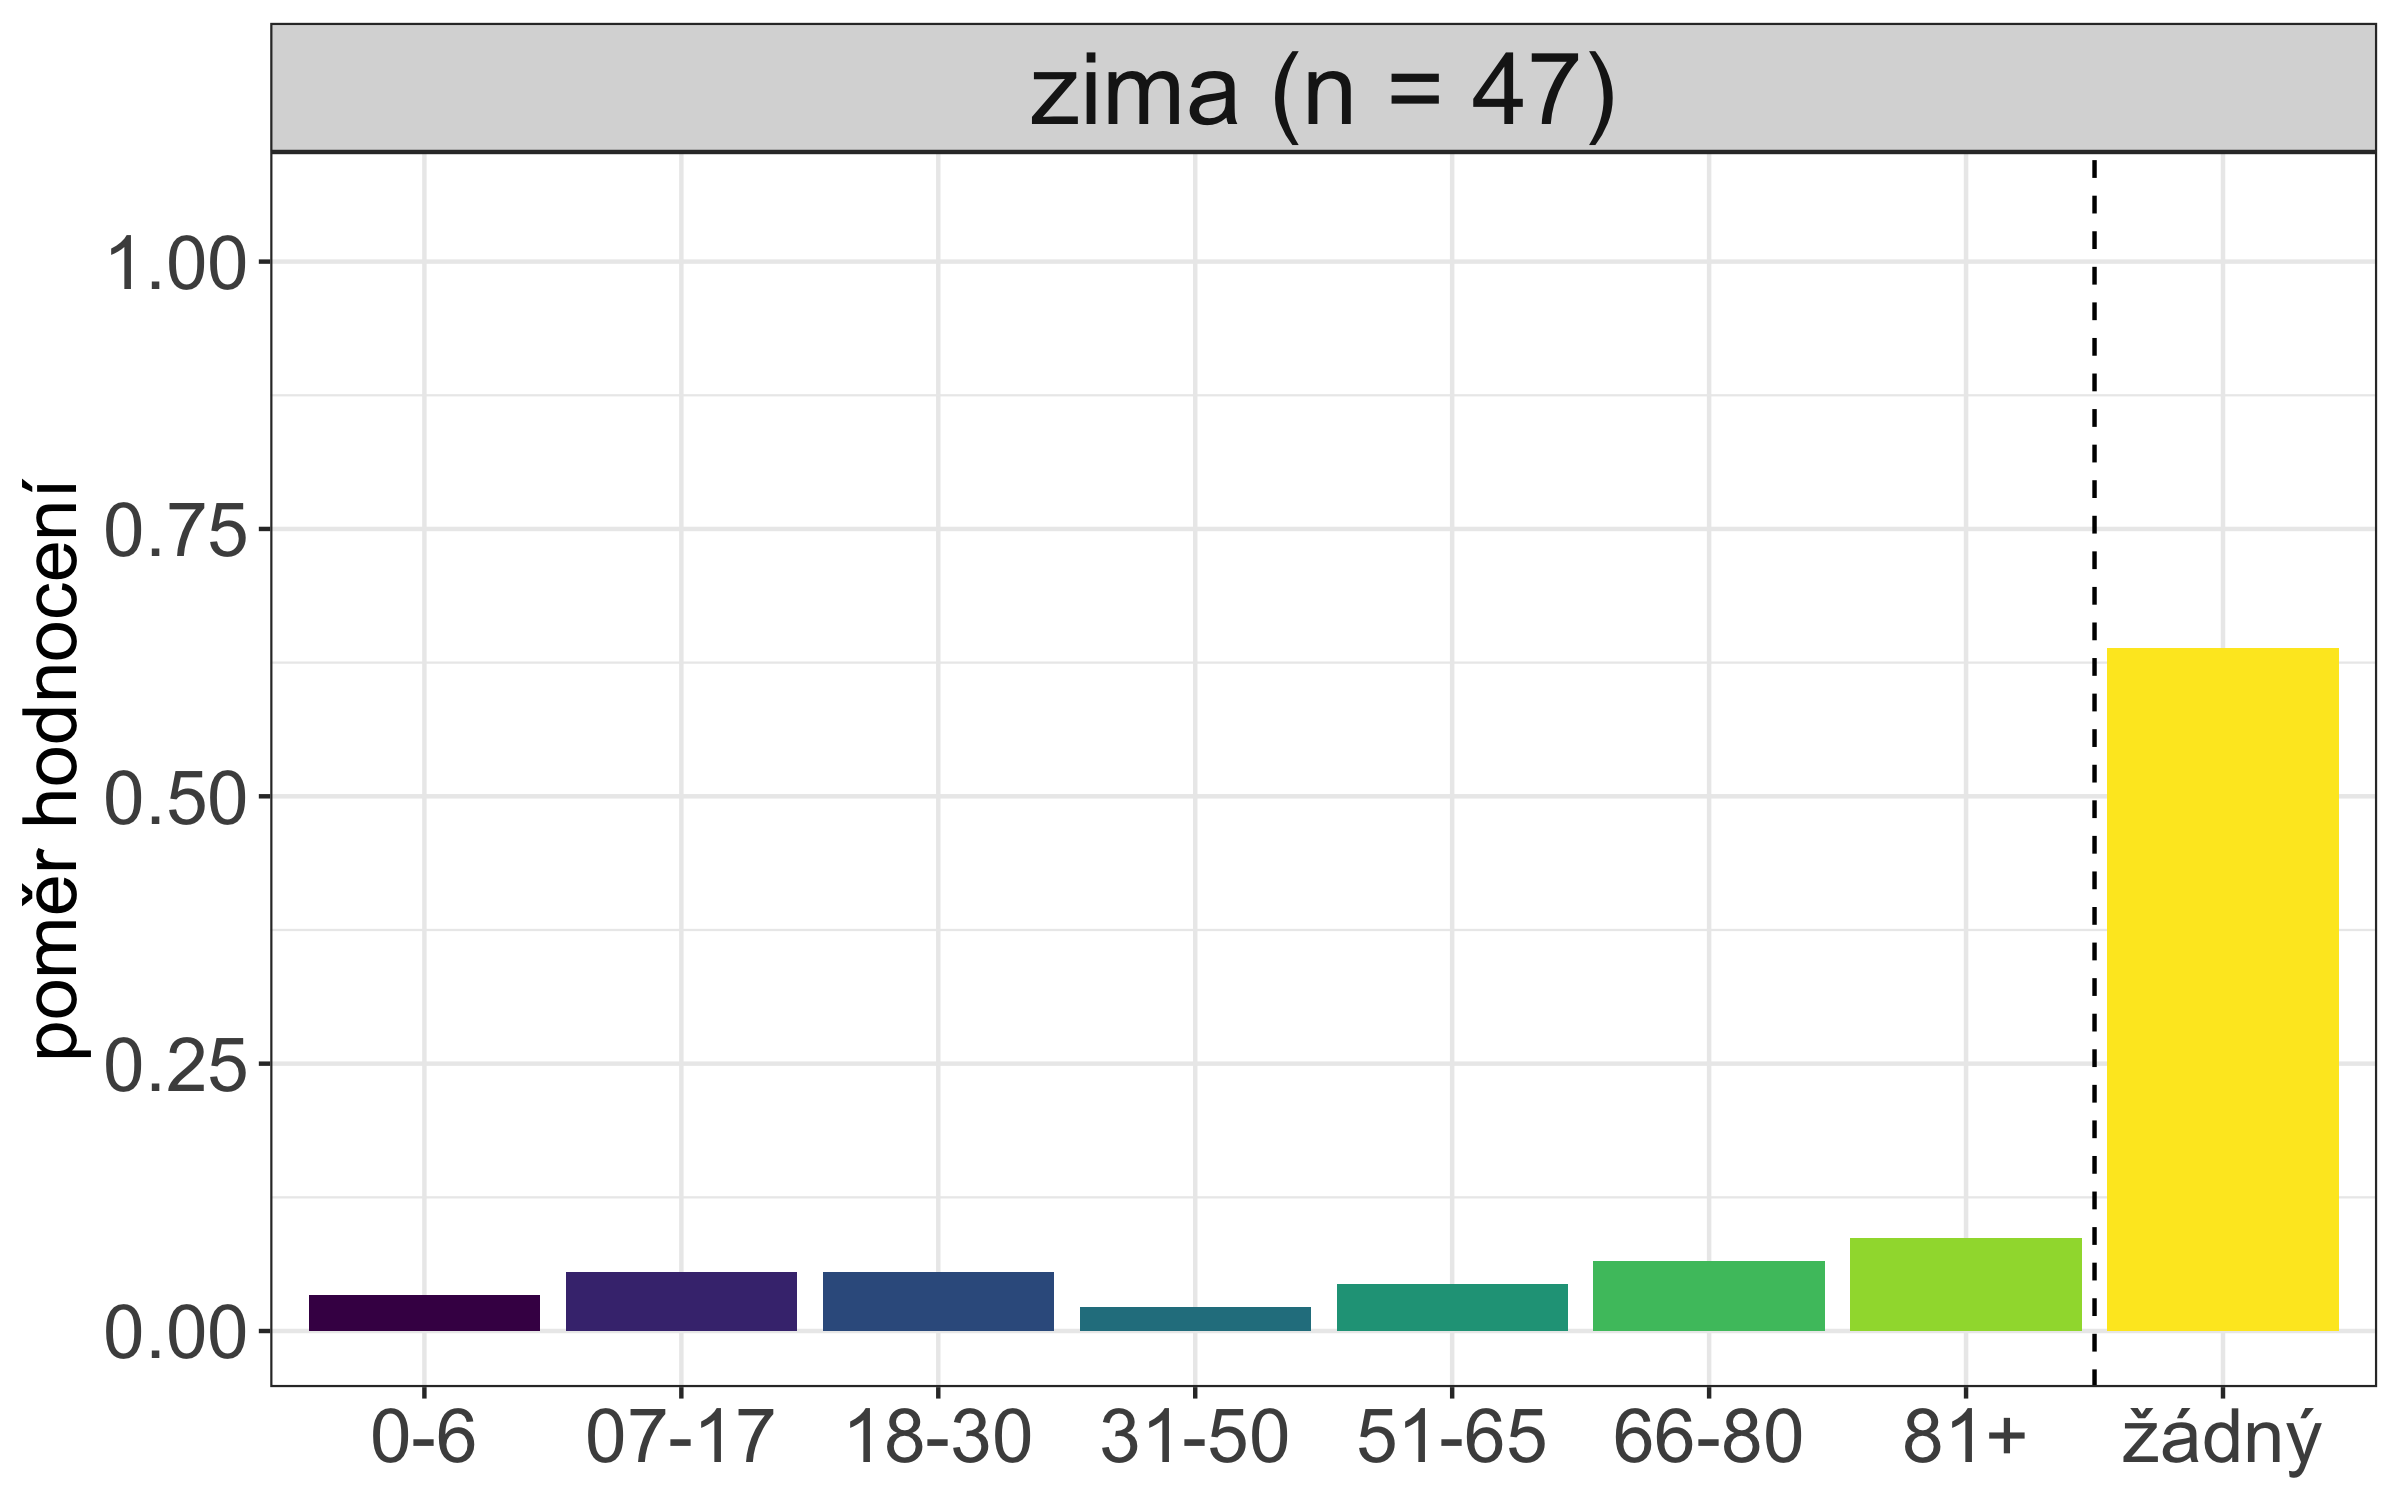 zima (n = 47)
poměr hodnocení
1.00
0.75
0.50
0.25
0.00
0-6 07-17 18-30 31-50 51-65 66-80 81+ žádný